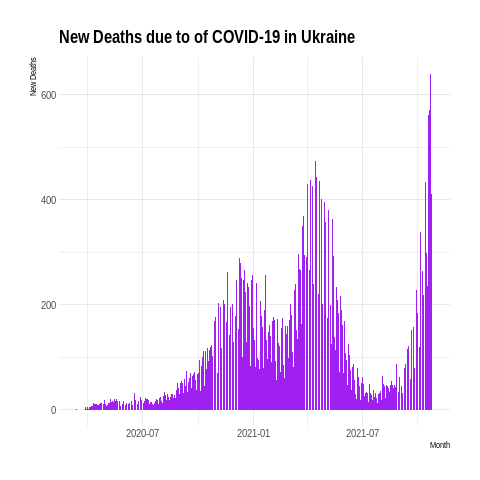 New Deaths due to of COVID-19 in Ukraine
New Deaths
600
400
200
0
2020-07
2021-01
2021-07
Month